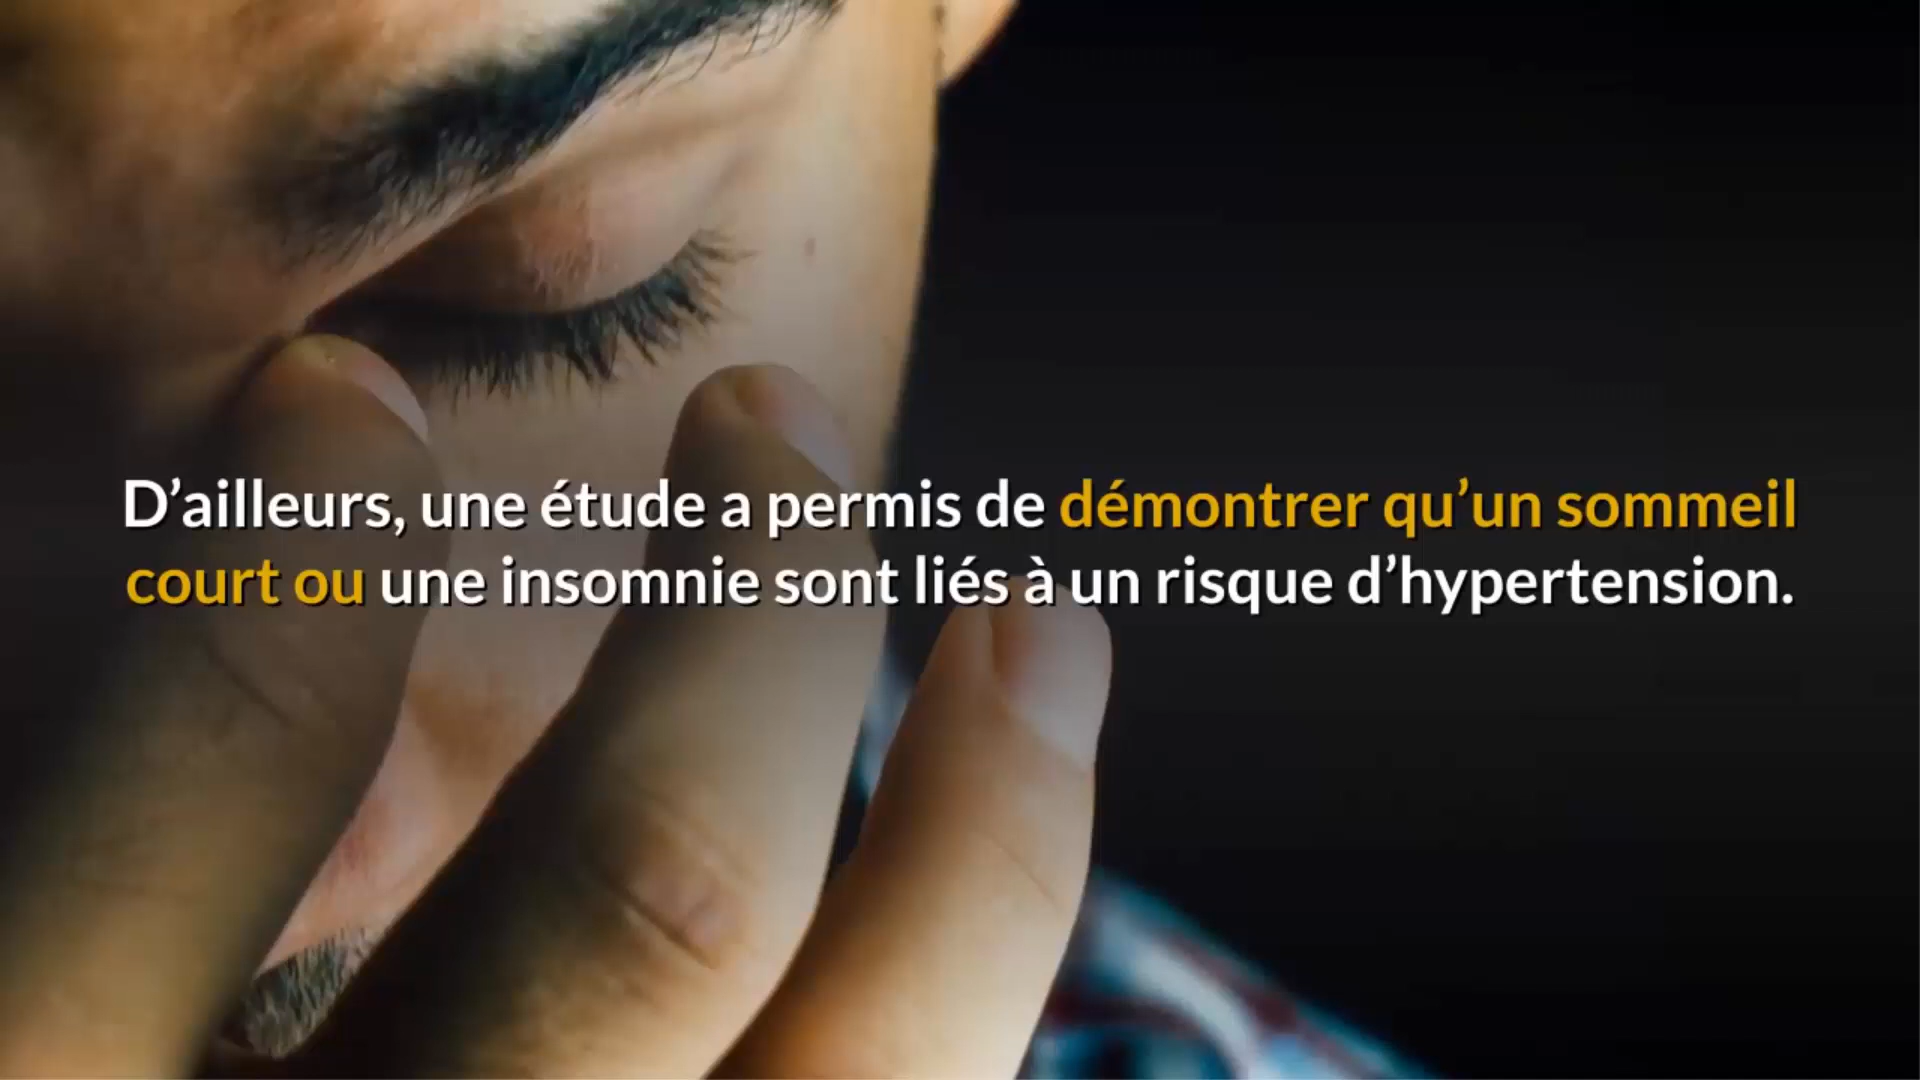 D’ailleurs, une étude a permis de démontrer qu’un sommeil
court ou une insomnie sont liés à un risque d’hypertension.